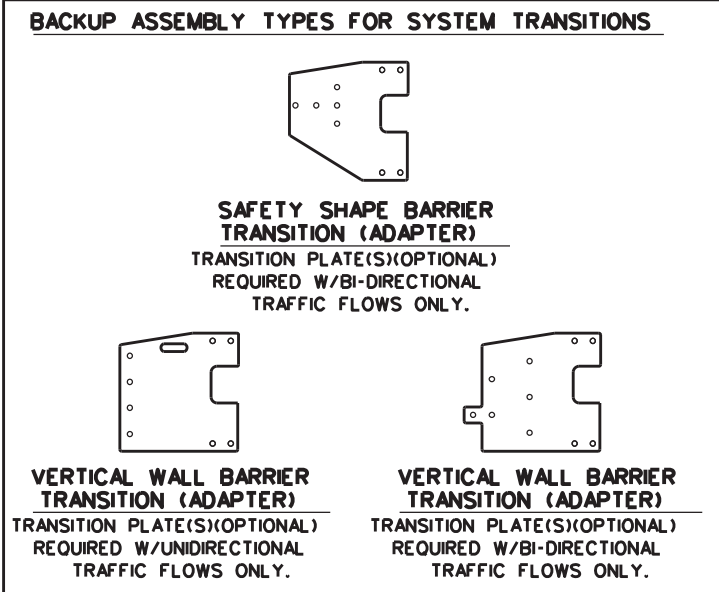 BACKUP ASSEMBLY TYPES FOR SYSTEM TRANSITIONS
SAFETY SHAPE BARRIER
TRANSITION (ADAPTER)
TRANSITION PLATE(S)(OPTIONAL)
REQUIRED W/BI-DIRECTIONAL
TRAFFIC FLOWS ONLY.
VERTICAL WALL BARRIER
TRANSITION (ADAPTER)
TRANSITION PLATE(S)(OPTIONAL)
REQUIRED W/UNIDIRECTIONAL
TRAFFIC FLOWS ONLY.
VERTICAL WALL BARRIER
TRANSITION (ADAPTER)
TRANSITION PLATE(S)(OPTIONAL)
REQUIRED W/BI-DIRECTIONAL
TRAFFIC FLOWS ONLY.